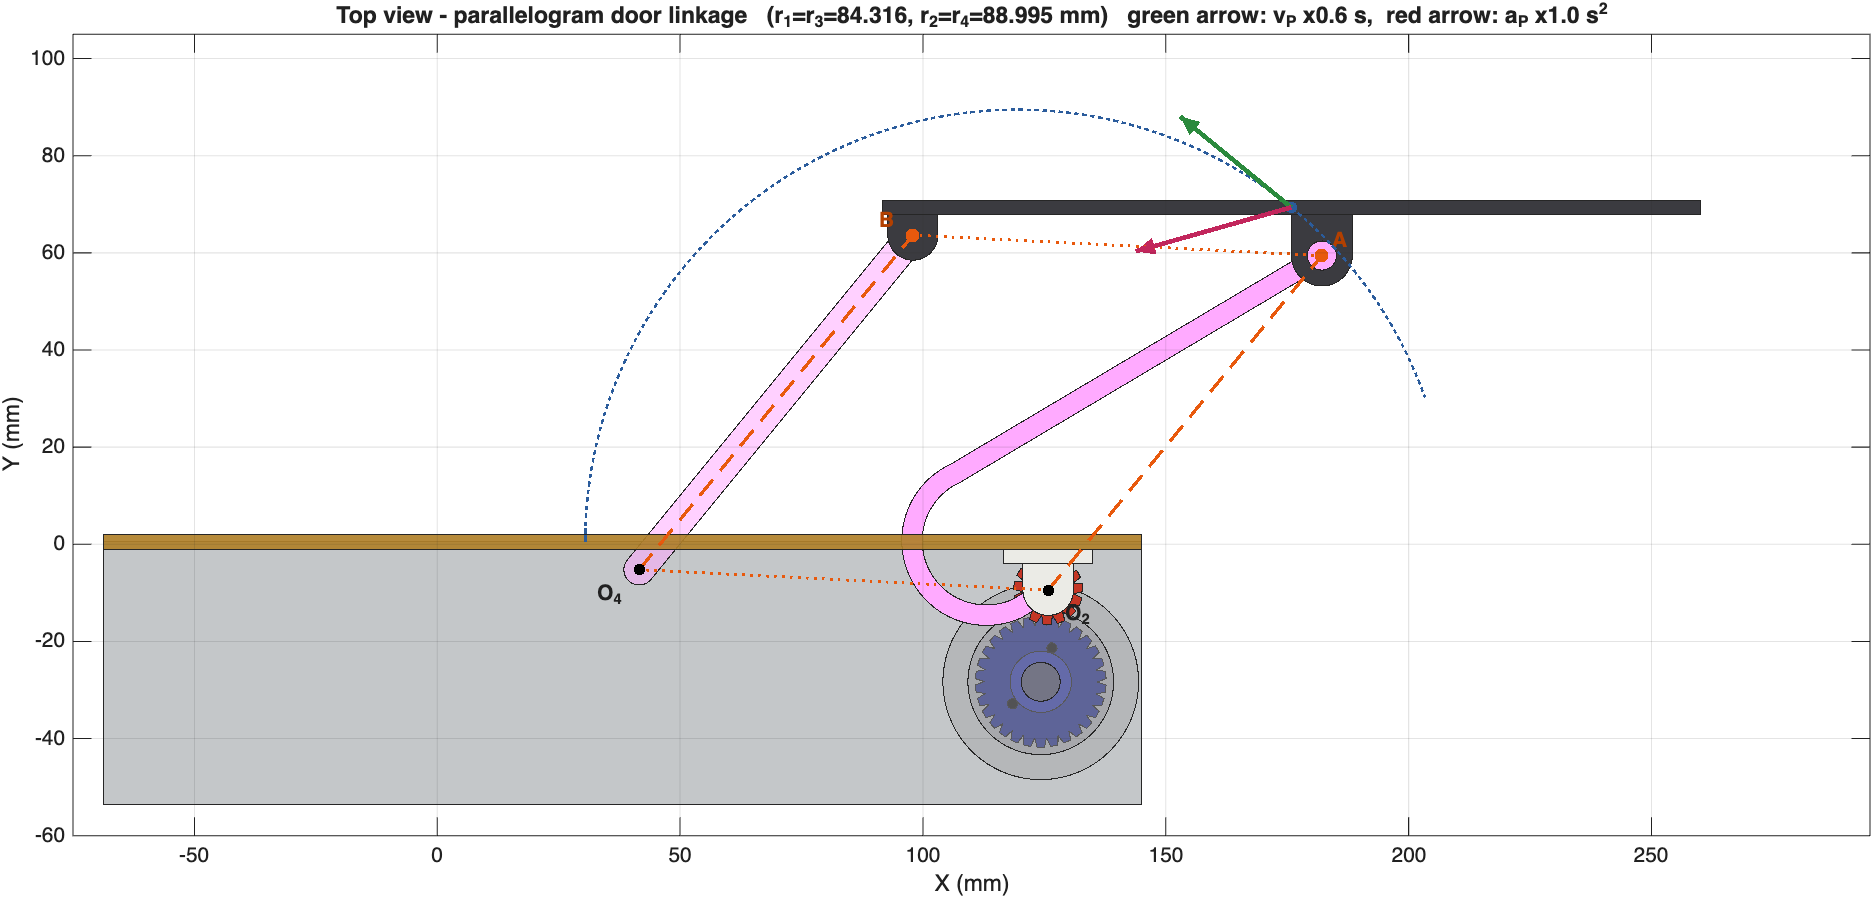 Top view - parallelogram door linkage (r₁=r₃=84.316, r₂=r₄=88.995 mm) green arrow: vP x0.6 s, red arrow: aP x1.0 s²
100
80
60
40
20
0
-20
-40
-60
Y (mm)
B
A
O₄
O₂
-50
0
50
100
150
200
250
X (mm)